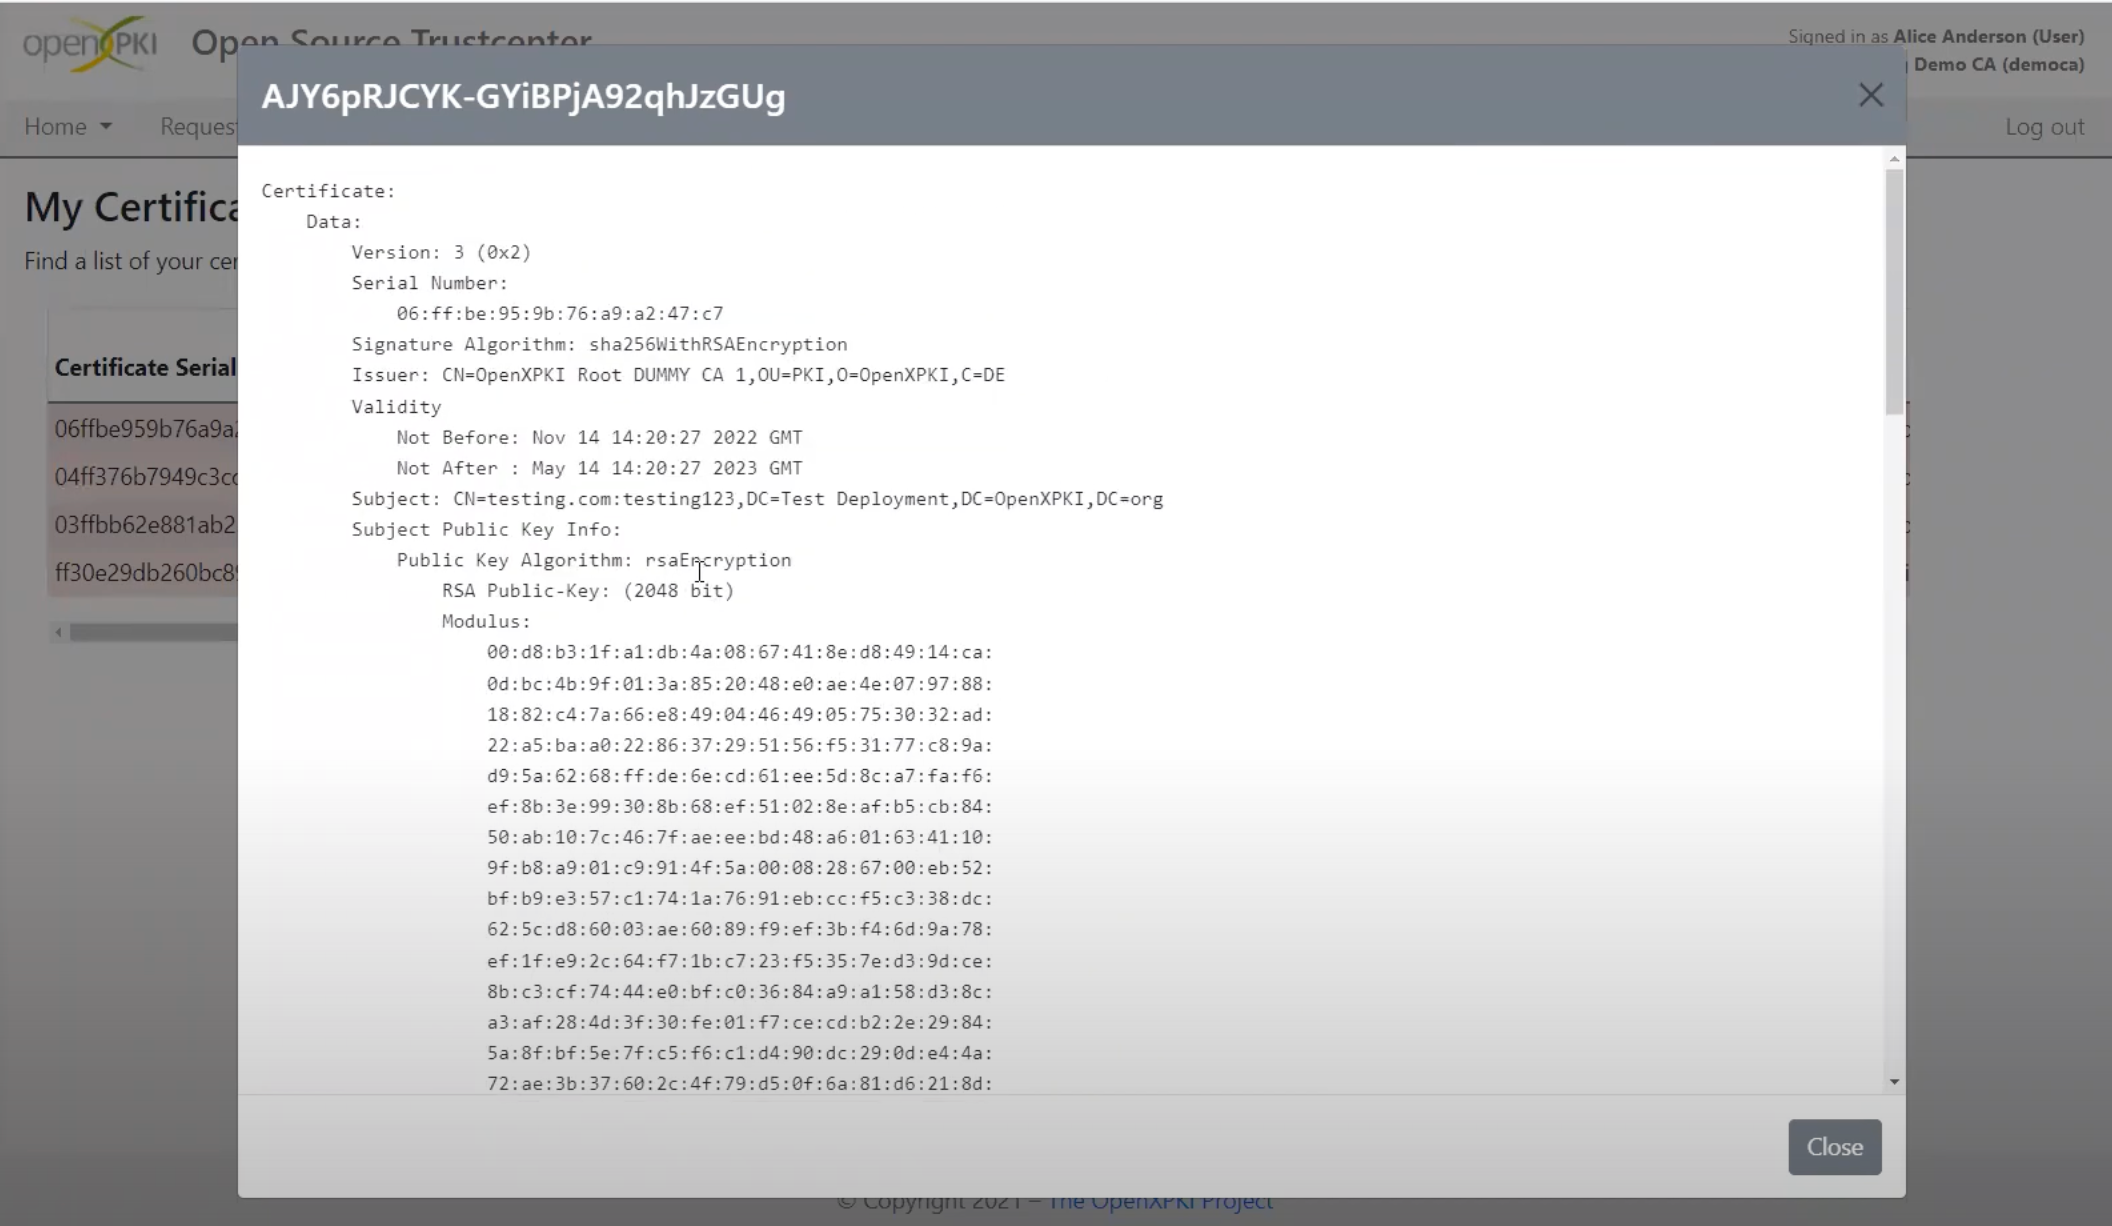 openXPKI
Open Source Trustcenter
Signed in as Alice Anderson (User)
Demo CA (democa)
AJY6pRJCYK-GYiBPjA92qhJzGUg
Home
Log out
My
Find a list of your
Certificate Serial
Certificate:
Data:
Version: 3 (0x2)
Serial Number:
06:ff:be:95:9b:76:a9:a2:47:c7
Signature Algorithm: sha256WithRSAEncryption
Issuer: CN=OpenXPKI Root DUMMY CA 1,OU=PKI,O=OpenXPKI,C=DE
Validity
Not Before: Nov 14 14:20:27 2022 GMT
Not After : May 14 14:20:27 2023 GMT
Subject: CN=testing.com:testing123,DC=Test Deployment,DC=OpenXPKI,DC=org
Subject Public Key Info:
Public Key Algorithm: rsaEncryption
RSA Public-Key: (2048 bit)
Modulus:
00:d8:b3:1f:a1:db:4a:08:67:41:8e:d8:49:14:ca:
0d:bc:4b:9f:01:3a:85:20:48:e0:ae:4e:07:97:88:
18:82:c4:7a:66:e8:49:04:46:49:05:75:30:32:ad:
22:a5:ba:a0:22:86:37:29:51:56:f5:31:77:c8:9a:
d9:5a:62:68:ff:de:6e:cd:61:ee:5d:8c:a7:fa:f6:
ef:8b:3e:99:30:8b:68:ef:51:02:8e:af:b5:cb:84:
50:ab:10:7c:46:7f:ae:ee:bd:48:a6:01:63:41:10:
9f:b8:a9:01:c9:91:4f:5a:00:08:28:67:00:eb:52:
bf:b9:e3:57:c1:74:1a:76:91:eb:cc:f5:c3:38:dc:
62:5c:d8:60:03:ae:60:89:f9:ef:3b:f4:6d:9a:78:
ef:1f:e9:2c:64:f7:1b:c7:23:f5:35:7e:d3:9d:ce:
8b:c3:cf:74:44:e0:bf:c0:36:84:a9:a1:58:d3:8c:
a3:af:28:4d:3f:30:fe:01:f7:ce:cd:b2:2e:29:84:
5a:8f:bf:5e:7f:c5:f6:c1:d4:90:dc:29:0d:e4:4a:
72:ae:3b:37:60:2c:4f:79:d5:0f:6a:81:d6:21:8d:
Close
© Copyright 2021 – The OpenXPKI Project